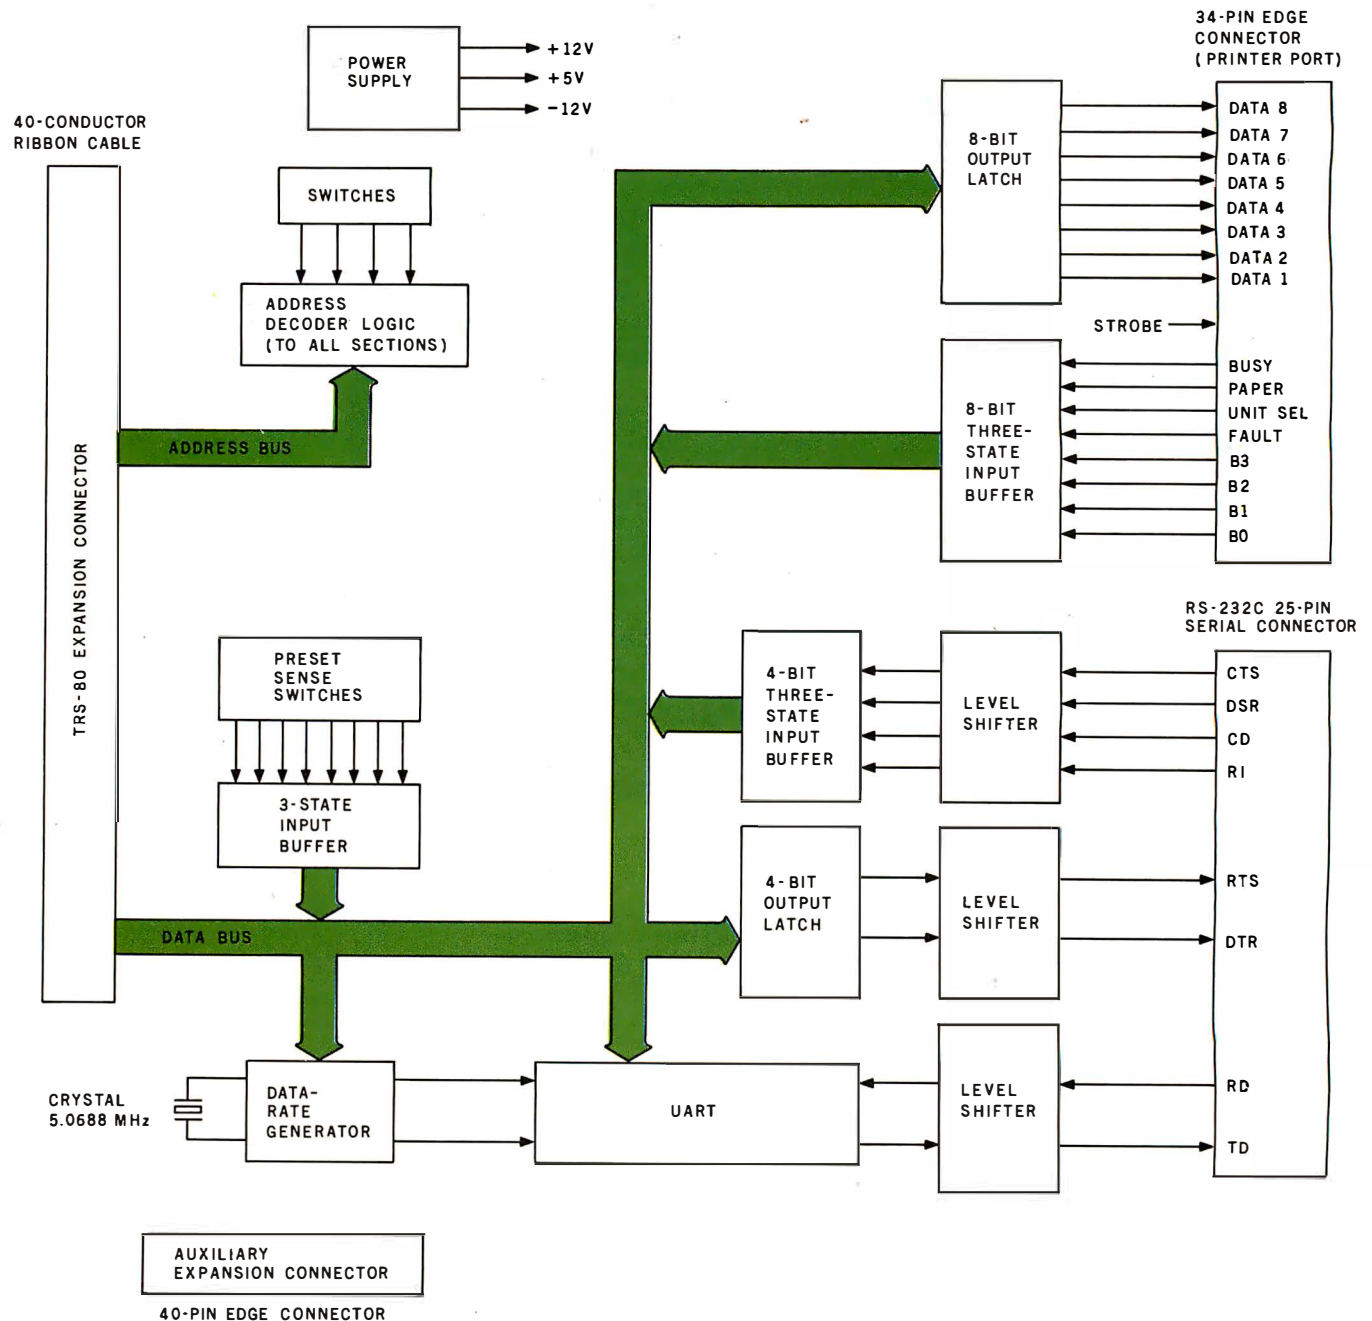 34-PIN EDGE
CONNECTOR
(PRINTER PORT)
POWER
SUPPLY
+12V
+5V
-12V
40-CONDUCTOR
RIBBON CABLE
TRS-80 EXPANSION CONNECTOR
SWITCHES
ADDRESS
DECODER LOGIC
(TO ALL SECTIONS)
ADDRESS BUS
8-BIT
OUTPUT
LATCH
DATA 8
DATA 7
DATA 6
DATA 5
DATA 4
DATA 3
DATA 2
DATA 1
STROBE
8-BIT
THREE-
STATE
INPUT
BUFFER
BUSY
PAPER
UNIT SEL
FAULT
B3
B2
B1
B0
RS-232C 25-PIN
SERIAL CONNECTOR
PRESET
SENSE
SWITCHES
3-STATE
INPUT
BUFFER
4-BIT
THREE-
STATE
INPUT
BUFFER
LEVEL
SHIFTER
CTS
DSR
CD
RI
DATA BUS
4-BIT
OUTPUT
LATCH
LEVEL
SHIFTER
RTS
DTR
CRYSTAL
5.0688 MHz
DATA-
RATE
GENERATOR
UART
LEVEL
SHIFTER
RD
TD
AUXILIARY
EXPANSION CONNECTOR
40-PIN EDGE CONNECTOR